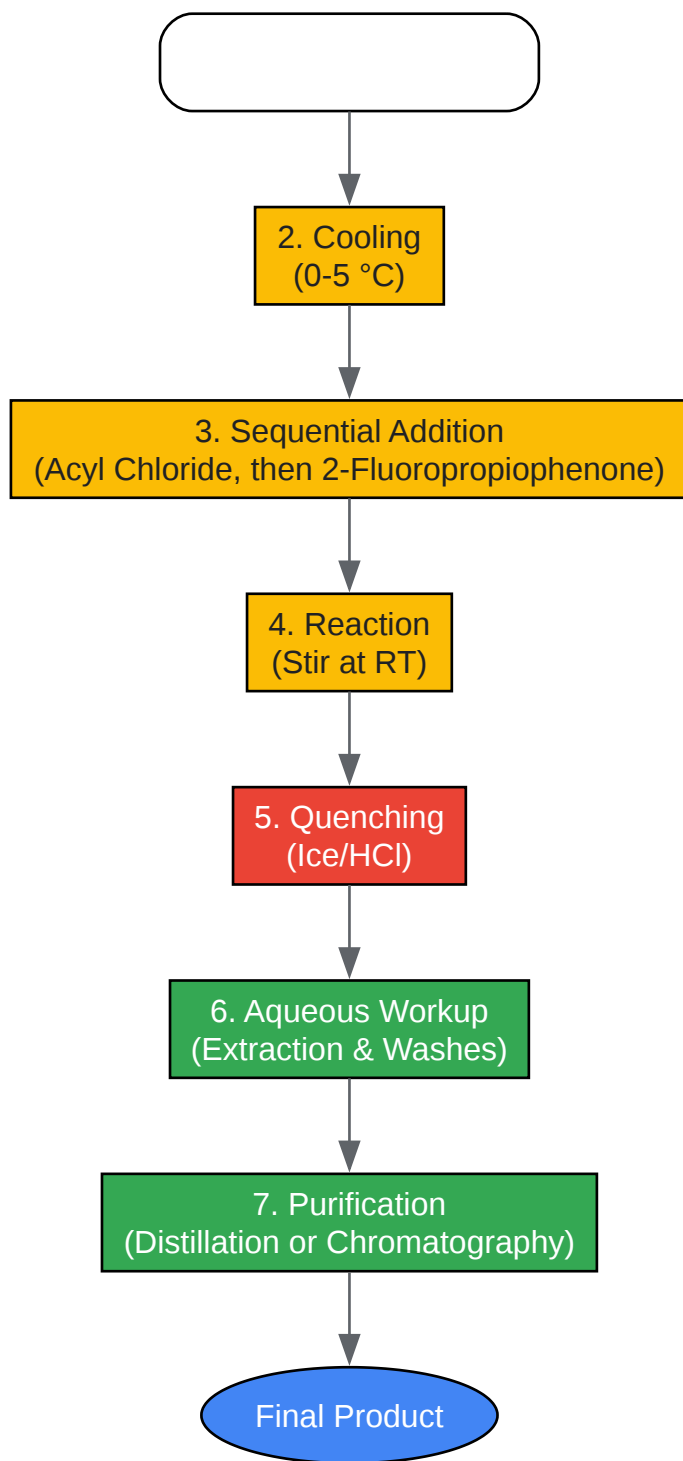 2. Cooling
(0-5 °C)
3. Sequential Addition
(Acyl Chloride, then 2-Fluoropropiophenone)
4. Reaction
(Stir at RT)
5. Quenching
(Ice/HCl)
6. Aqueous Workup
(Extraction & Washes)
7. Purification
(Distillation or Chromatography)
Final Product